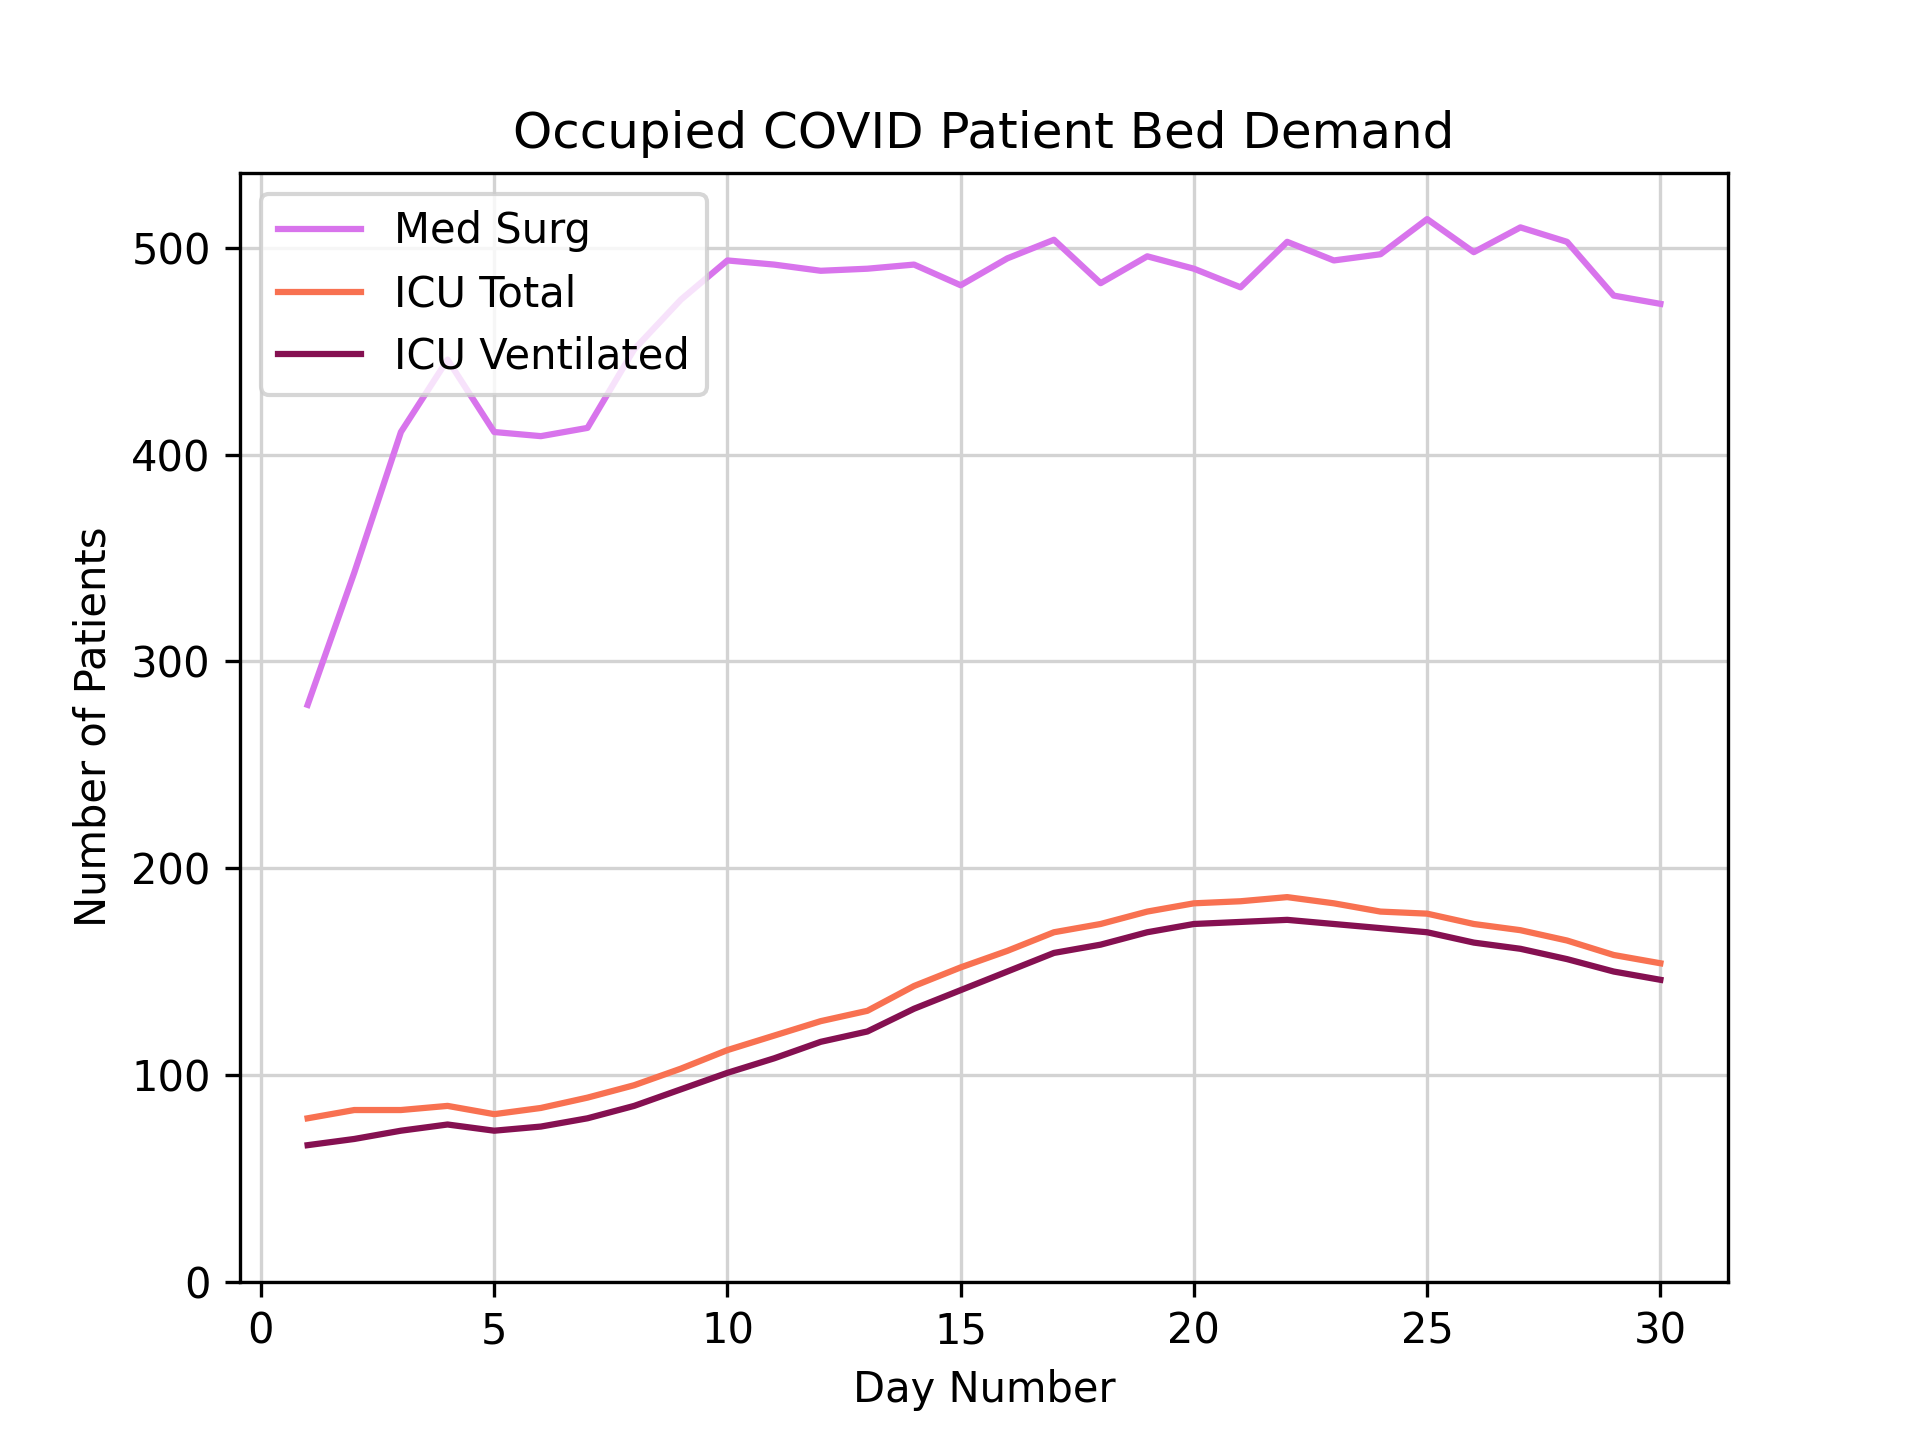 Occupied COVID Patient Bed Demand
Med Surg
ICU Total
ICU Ventilated
500
400
300
200
100
0
Number of Patients
0 5 10 15 20 25 30
Day Number